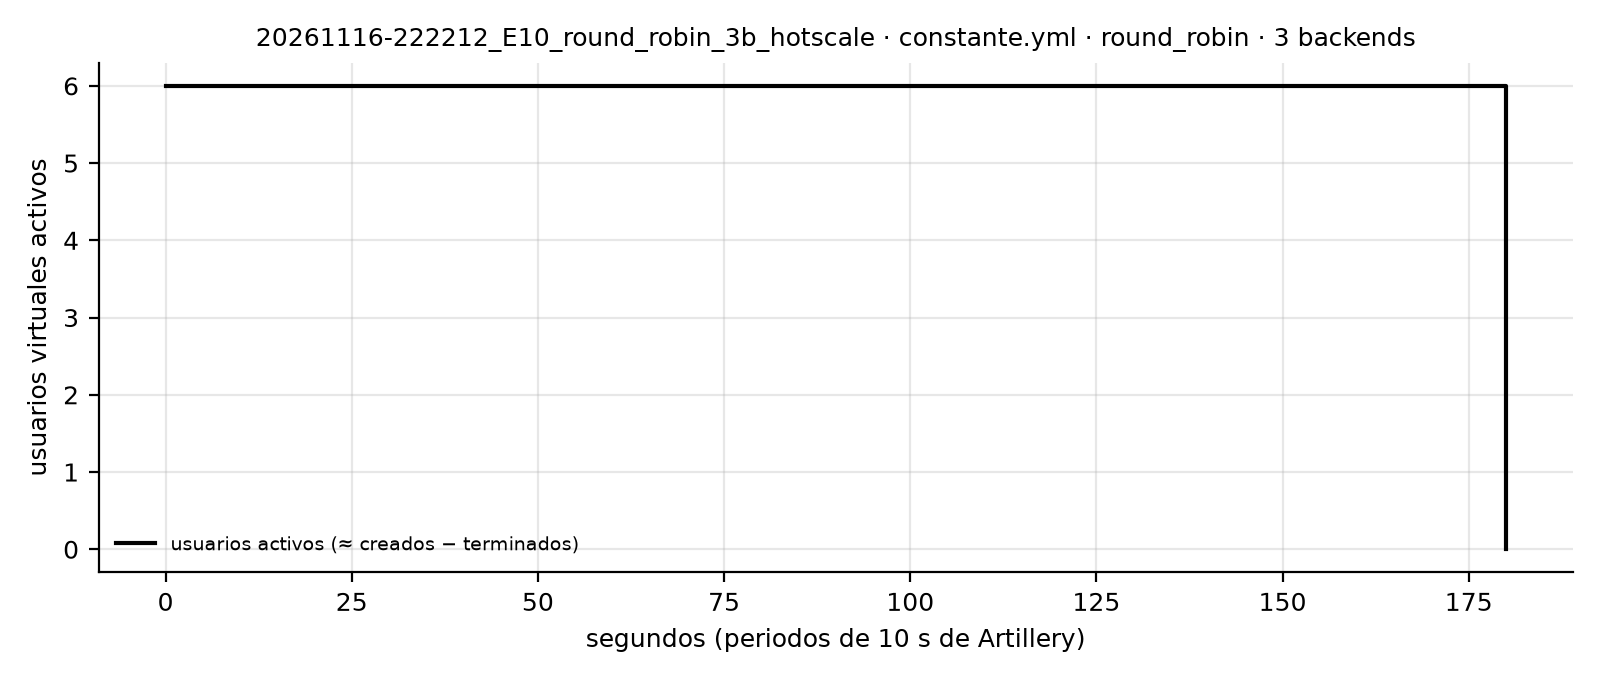 20261116-222212_E10_round_robin_3b_hotscale · constante.yml · round_robin · 3 backends
usuarios virtuales activos
6
5
4
3
2
1
0
usuarios activos (≈ creados − terminados)
0 25 50 75 100 125 150 175
segundos (periodos de 10 s de Artillery)